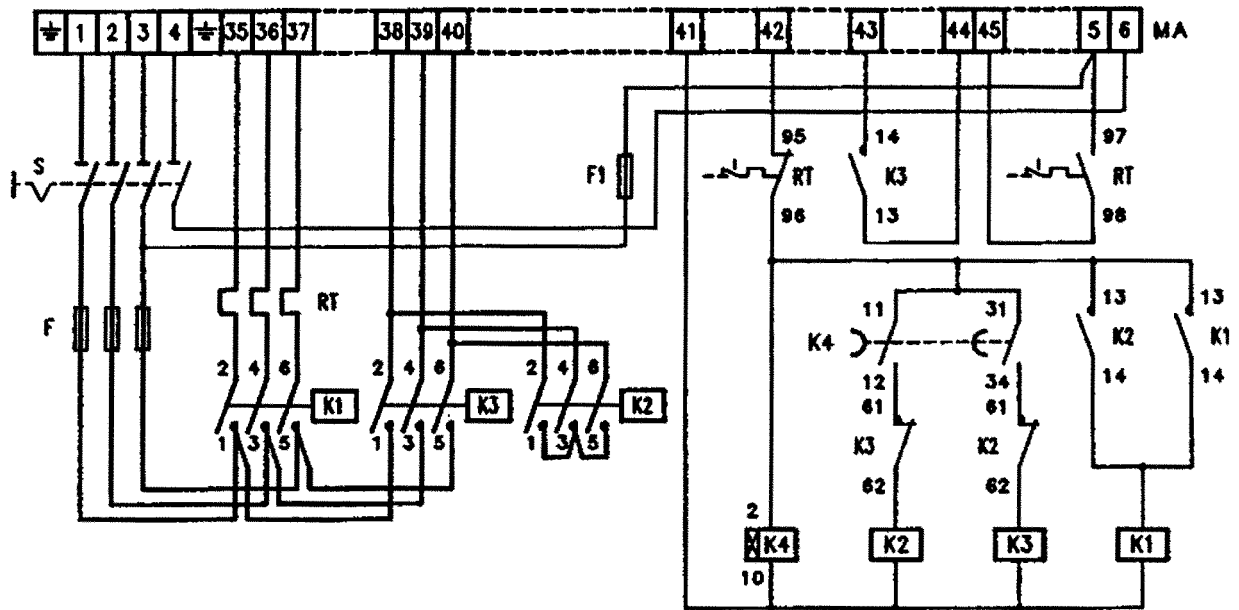 1 2 3 4 35 36 37 38 39 40 41 42 43 44 45 5 6 MA
95 14 97
S F1 RT K3 RT
96 13 98
F RT 11 31 13 13
K4 K2 K1
2 4 6 2 4 6 2 4 6 12 34 14 14
K1 K3 K2 61 61
1 3 5 1 3 5 1 3 5 K3 K2
62 62
2
K4 K2 K3 K1
10